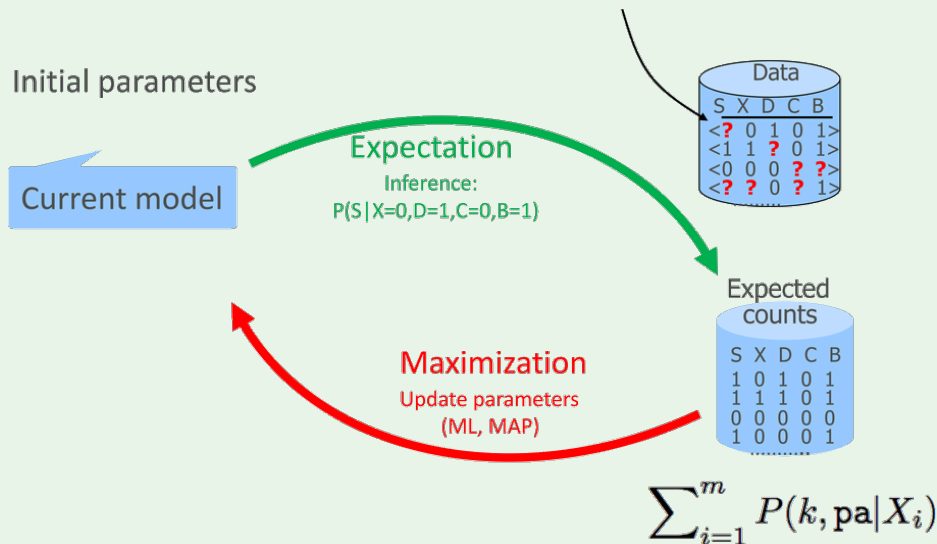 Initial parameters
Current model
Expectation
Inference:
P(S|X=0,D=1,C=0,B=1)
Data
S X D C B
<? 0 1 0 1>
<1 1 ? 0 1>
<0 0 0 ? ?>
<? ? 0 ? 1>
.........
Expected
counts
S X D C B
1 0 1 0 1
1 1 1 0 1
0 0 0 0 0
1 0 0 0 1
..........
Maximization
Update parameters
(ML, MAP)
∑_{i=1}^{m} P(k, pa|X_i)